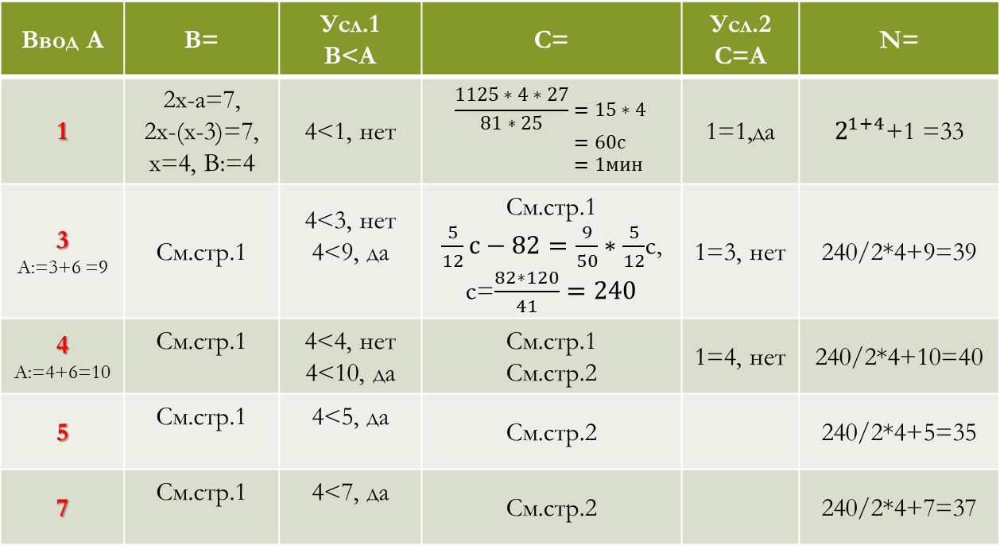 Ввод А
В=
Усл.1
В<А
С=
Усл.2
С=А
N=
1
2х-а=7,
2х-(х-3)=7,
х=4, В:=4
4<1, нет
1125 * 4 * 27 / 81 * 25 = 15 * 4
= 60с
= 1мин
1=1,да
2^{1+4}+1 =33
3
А:=3+6 =9
См.стр.1
4<3, нет
4<9, да
См.стр.1
5/12 с − 82 = 9/50 * 5/12 с,
с= 82*120/41 = 240
1=3, нет
240/2*4+9=39
4
А:=4+6=10
См.стр.1
4<4, нет
4<10, да
См.стр.1
См.стр.2
1=4, нет
240/2*4+10=40
5
См.стр.1
4<5, да
См.стр.2
240/2*4+5=35
7
См.стр.1
4<7, да
См.стр.2
240/2*4+7=37